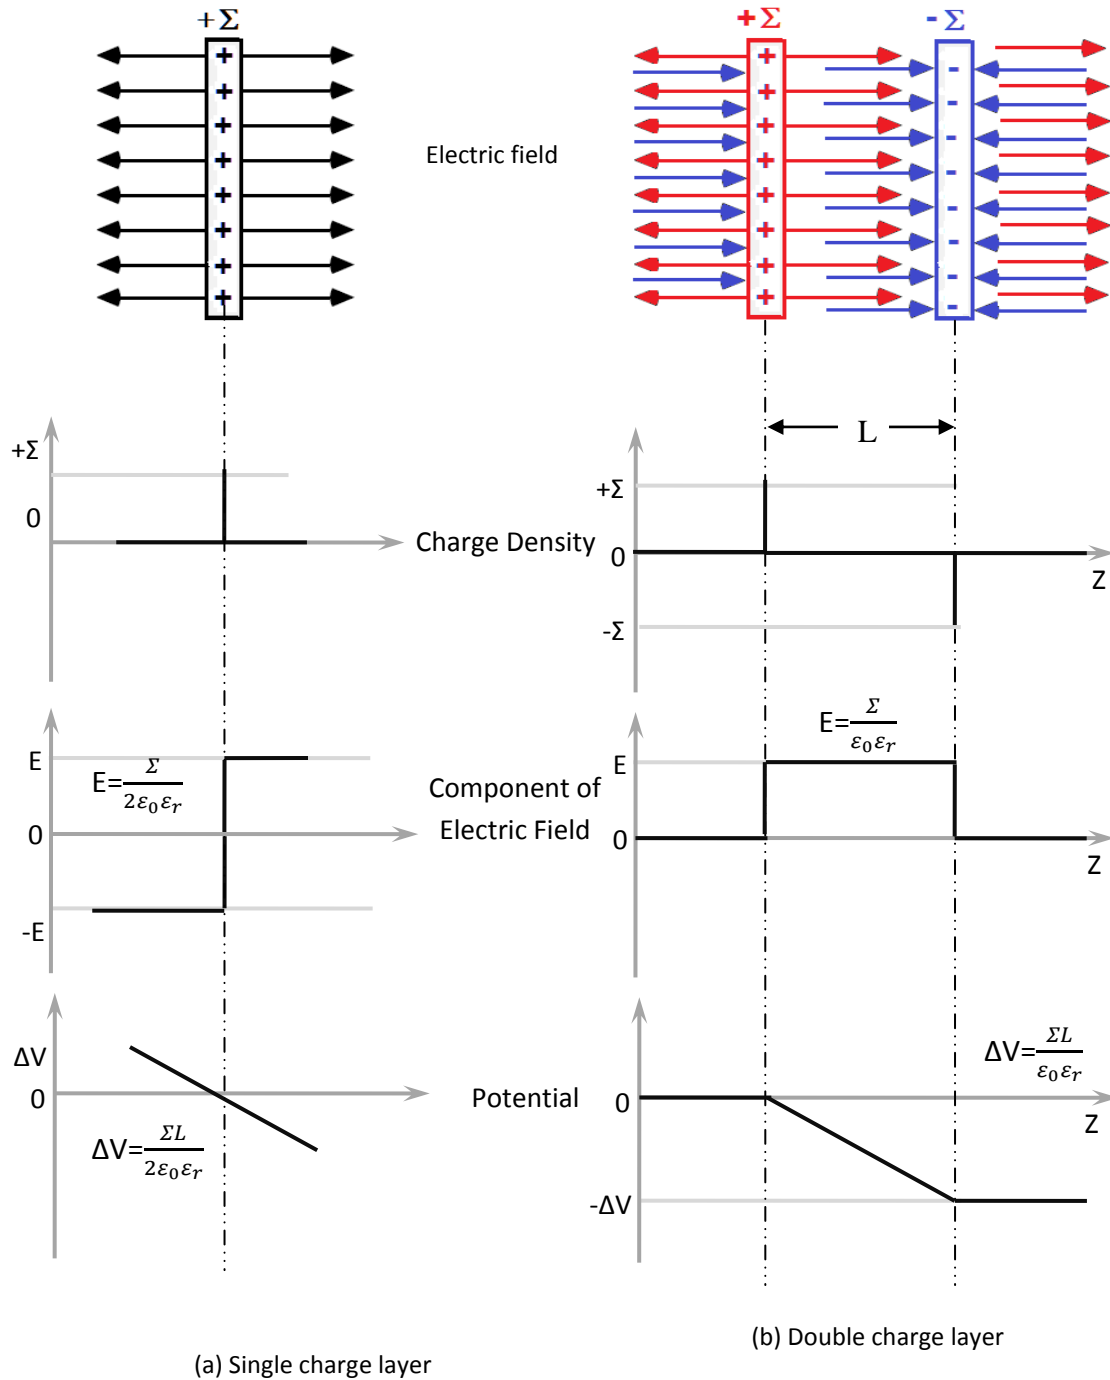 +Σ
+Σ
-Σ
+ + + + + + + +
+ + + + + + + +
- - - - - - - -
Electric field
L
+Σ
0
Charge Density
+Σ
0
-Σ
Z
E
0
-E
E=Σ/2ε₀εᵣ
Component of
Electric Field
E=Σ/ε₀εᵣ
E
0
Z
ΔV
0
ΔV=ΣL/2ε₀εᵣ
Potential
0
-ΔV
ΔV=ΣL/ε₀εᵣ
Z
(a) Single charge layer
(b) Double charge layer